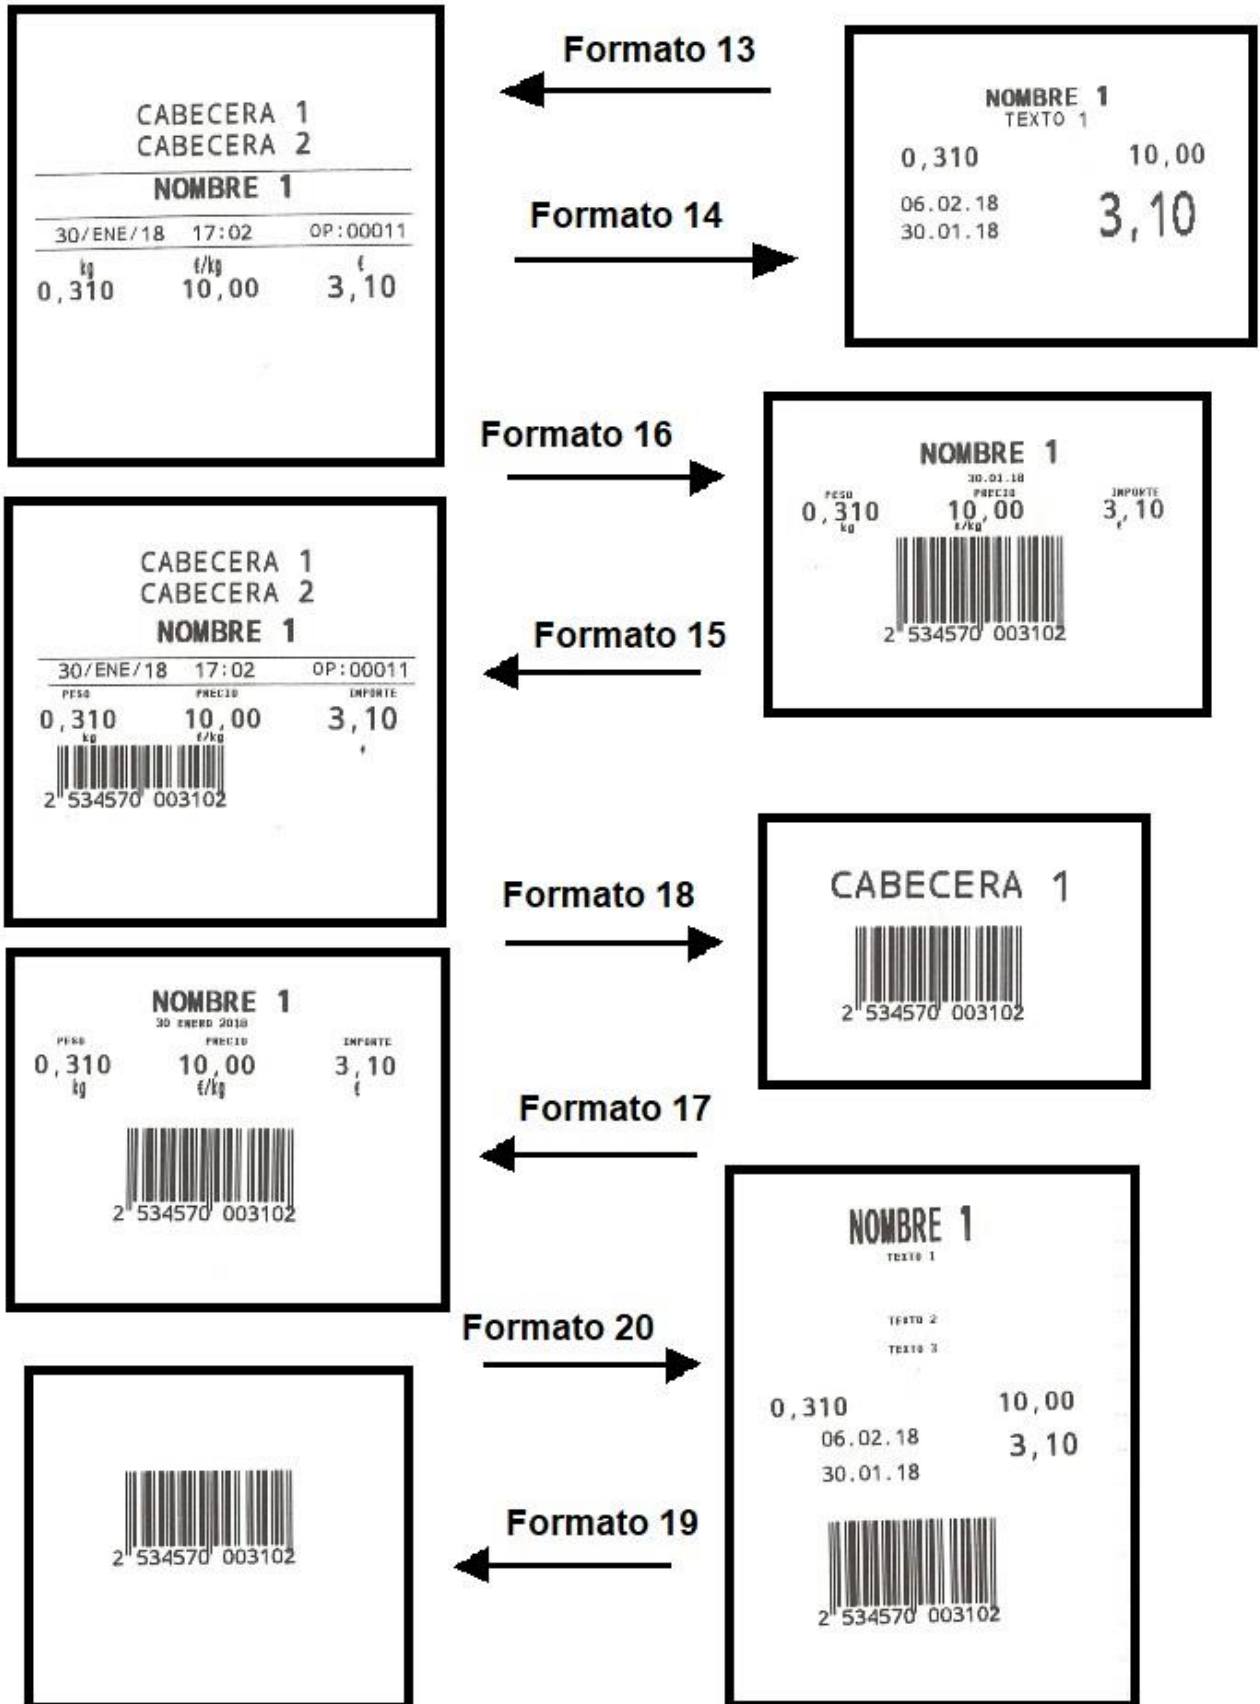 Formato 13
CABECERA 1
CABECERA 2
NOMBRE 1
30/ENE/18 17:02 OP:00011
kg €/kg €
0,310 10,00 3,10
Formato 14
NOMBRE 1
TEXTO 1
0,310 10,00
06.02.18 3,10
30.01.18
Formato 16
NOMBRE 1
30.01.18
PESO PRECIO IMPORTE
0,310 10,00 3,10
kg €/kg €
2 534570 003102
Formato 15
CABECERA 1
CABECERA 2
NOMBRE 1
30/ENE/18 17:02 OP:00011
PESO PRECIO IMPORTE
0,310 10,00 3,10
kg €/kg €
2 534570 003102
Formato 18
CABECERA 1
2 534570 003102
Formato 17
NOMBRE 1
30 ENERO 2018
PESO PRECIO IMPORTE
0,310 10,00 3,10
kg €/kg €
2 534570 003102
Formato 20
NOMBRE 1
TEXTO 1
TEXTO 2
TEXTO 3
0,310 10,00
06.02.18 3,10
30.01.18
2 534570 003102
Formato 19
2 534570 003102